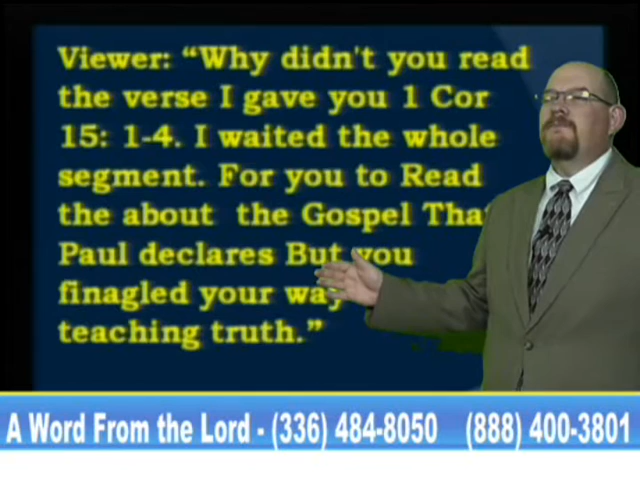 Viewer: “Why didn't you read
the verse I gave you 1 Cor
15: 1-4. I waited the whole
segment. For you to Read
the about the Gospel Tha
Paul declares But you
finagled your way
teaching truth.”
A Word From the Lord - (336) 484-8050 (888) 400-3801